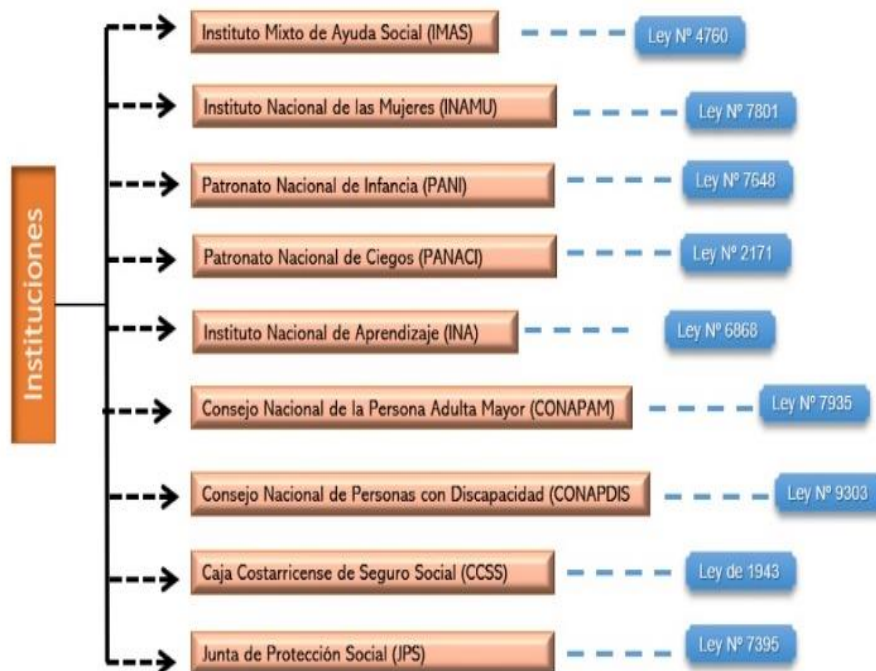 Instituciones
Instituto Mixto de Ayuda Social (IMAS)
Ley Nº 4760
Instituto Nacional de las Mujeres (INAMU)
Ley Nº 7801
Patronato Nacional de Infancia (PANI)
Ley Nº 7648
Patronato Nacional de Ciegos (PANACI)
Ley Nº 2171
Instituto Nacional de Aprendizaje (INA)
Ley Nº 6868
Consejo Nacional de la Persona Adulta Mayor (CONAPAM)
Ley Nº 7935
Consejo Nacional de Personas con Discapacidad (CONAPDIS
Ley Nº 9303
Caja Costarricense de Seguro Social (CCSS)
Ley de 1943
Junta de Protección Social (JPS)
Ley Nº 7395